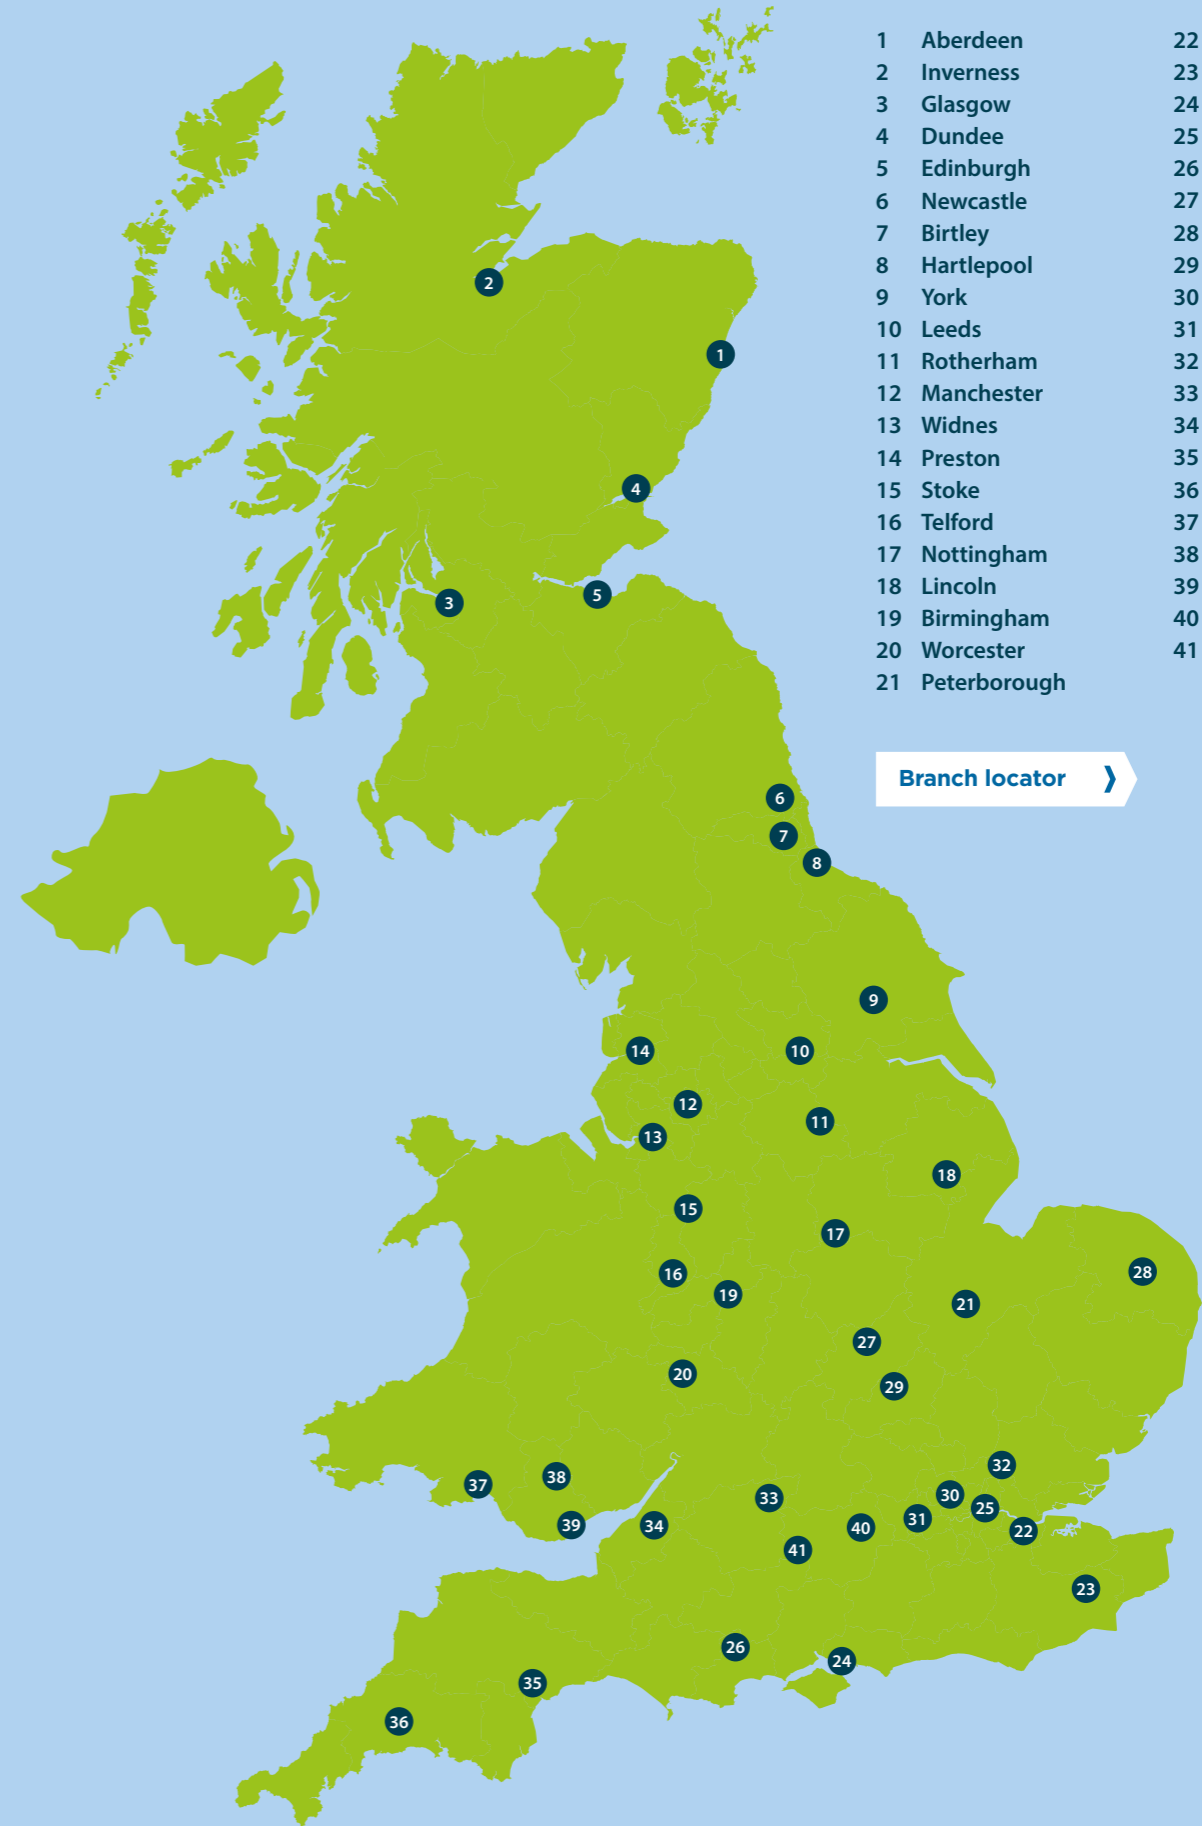 1 Aberdeen 22
2 Inverness 23
3 Glasgow 24
4 Dundee 25
5 Edinburgh 26
6 Newcastle 27
7 Birtley 28
8 Hartlepool 29
9 York 30
10 Leeds 31
11 Rotherham 32
12 Manchester 33
13 Widnes 34
14 Preston 35
15 Stoke 36
16 Telford 37
17 Nottingham 38
18 Lincoln 39
19 Birmingham 40
20 Worcester 41
21 Peterborough
Branch locator
2
1
4
5
3
6
7
8
9
14
10
12
11
13
18
15
17
28
16
19
21
27
20
29
32
38
37
30
33
25
31
39
34
40
22
41
23
26
24
35
36